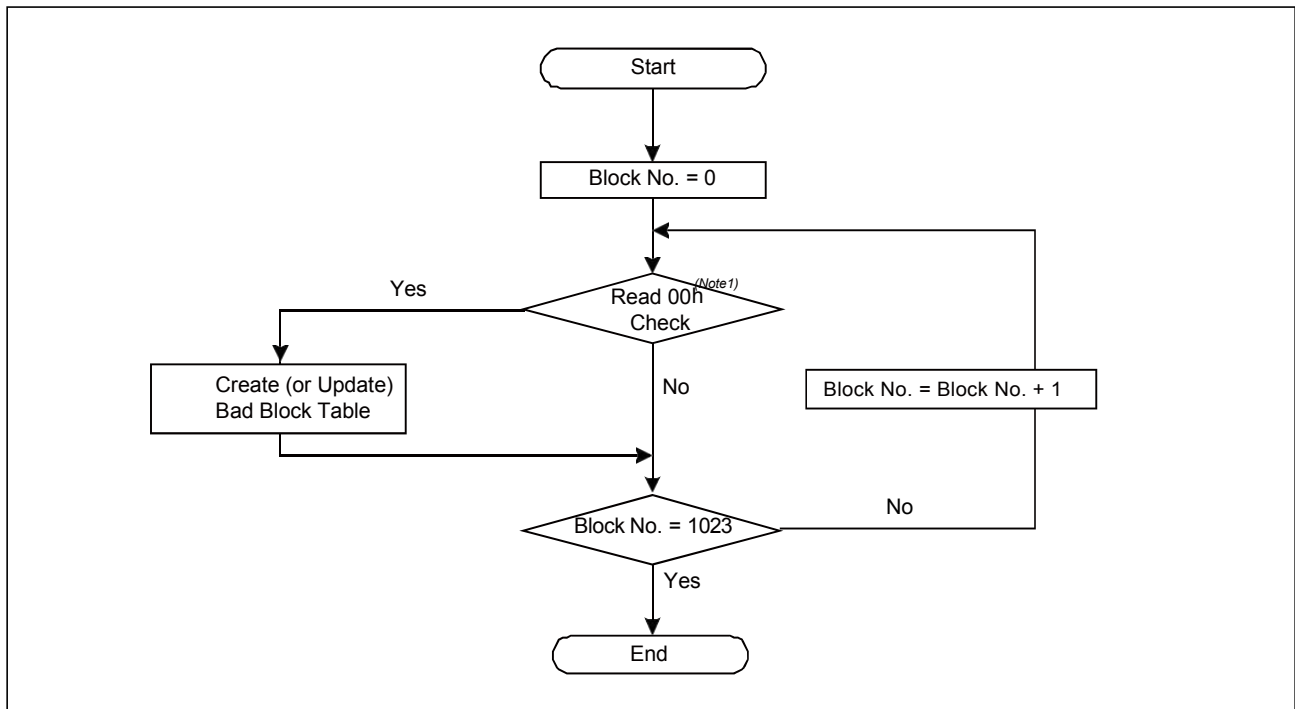 Start
Block No. = 0
(Note1)
Yes
Read 00h
Check
Create (or Update)
Bad Block Table
No
Block No. = Block No. + 1
Block No. = 1023
No
Yes
End